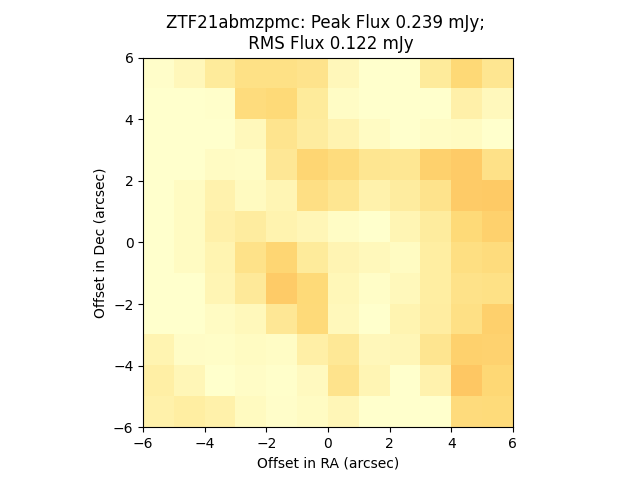 ZTF21abmzpmc: Peak Flux 0.239 mJy;
RMS Flux 0.122 mJy
6
4
2
0
−2
−4
−6
Offset in Dec (arcsec)
−6 −4 −2 0 2 4 6
Offset in RA (arcsec)